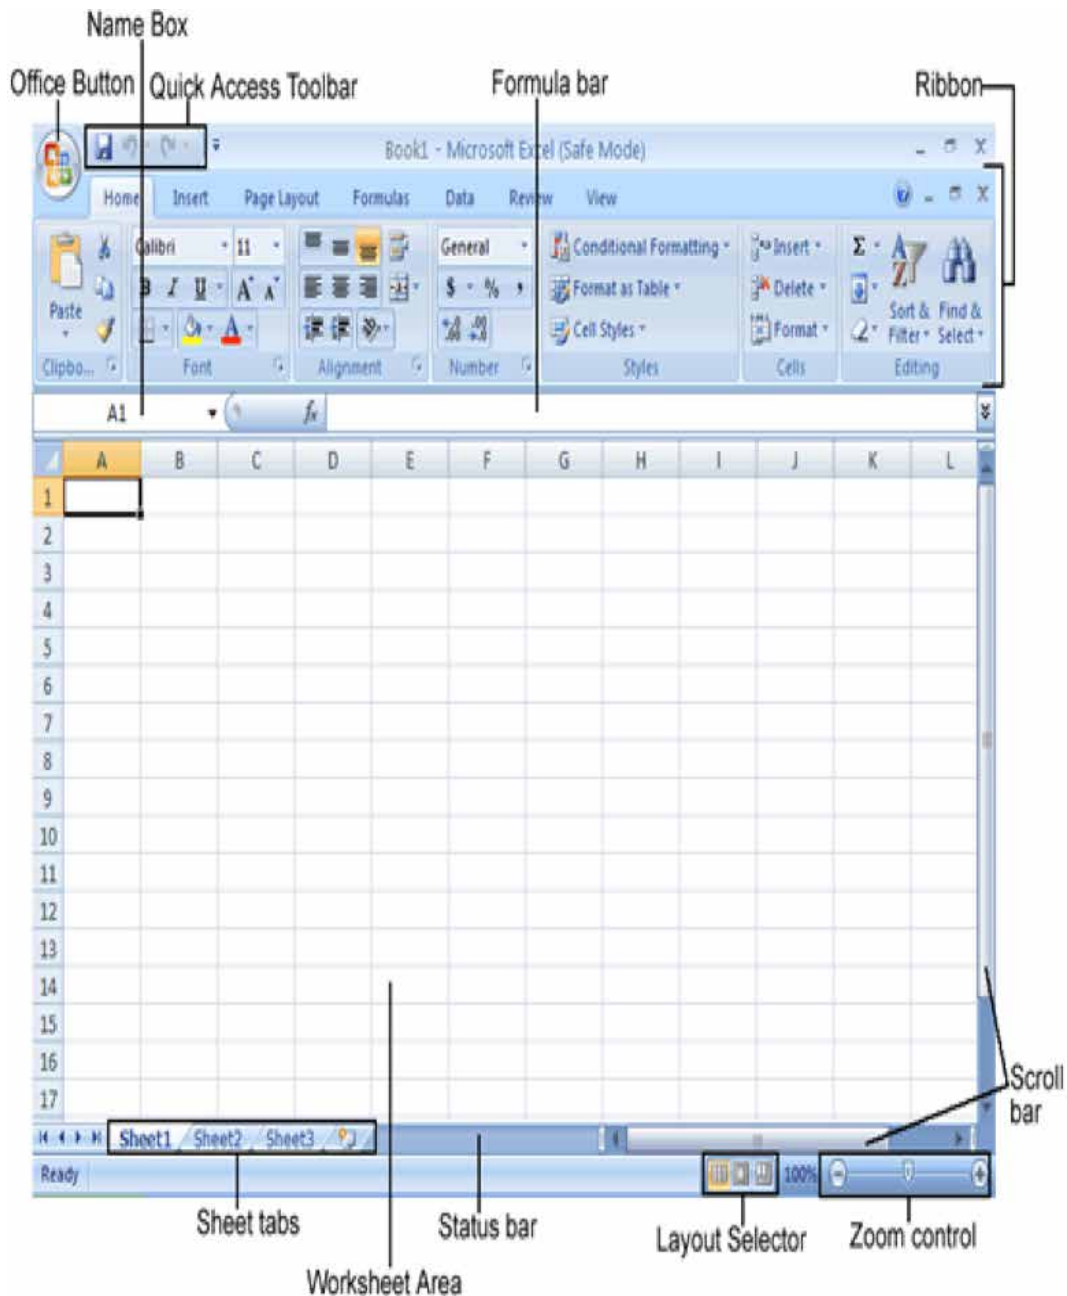 Name Box
Office Button Quick Access Toolbar Formula bar Ribbon
Book1 - Microsoft Excel (Safe Mode)
Home Insert Page Layout Formulas Data Review View
Calibri 11 General Conditional Formatting Insert Σ
B I U A A $ % , Format as Table Delete
Paste Sort & Filter Find & Select
A Cell Styles Format
Clipbo... Font Alignment Number Styles Cells Editing
A1 fx
A B C D E F G H I J K L
1
2
3
4
5
6
7
8
9
10
11
12
13
14
15
16
17
Scroll bar
Sheet1 Sheet2 Sheet3
Ready 100%
Sheet tabs Status bar Layout Selector Zoom control
Worksheet Area